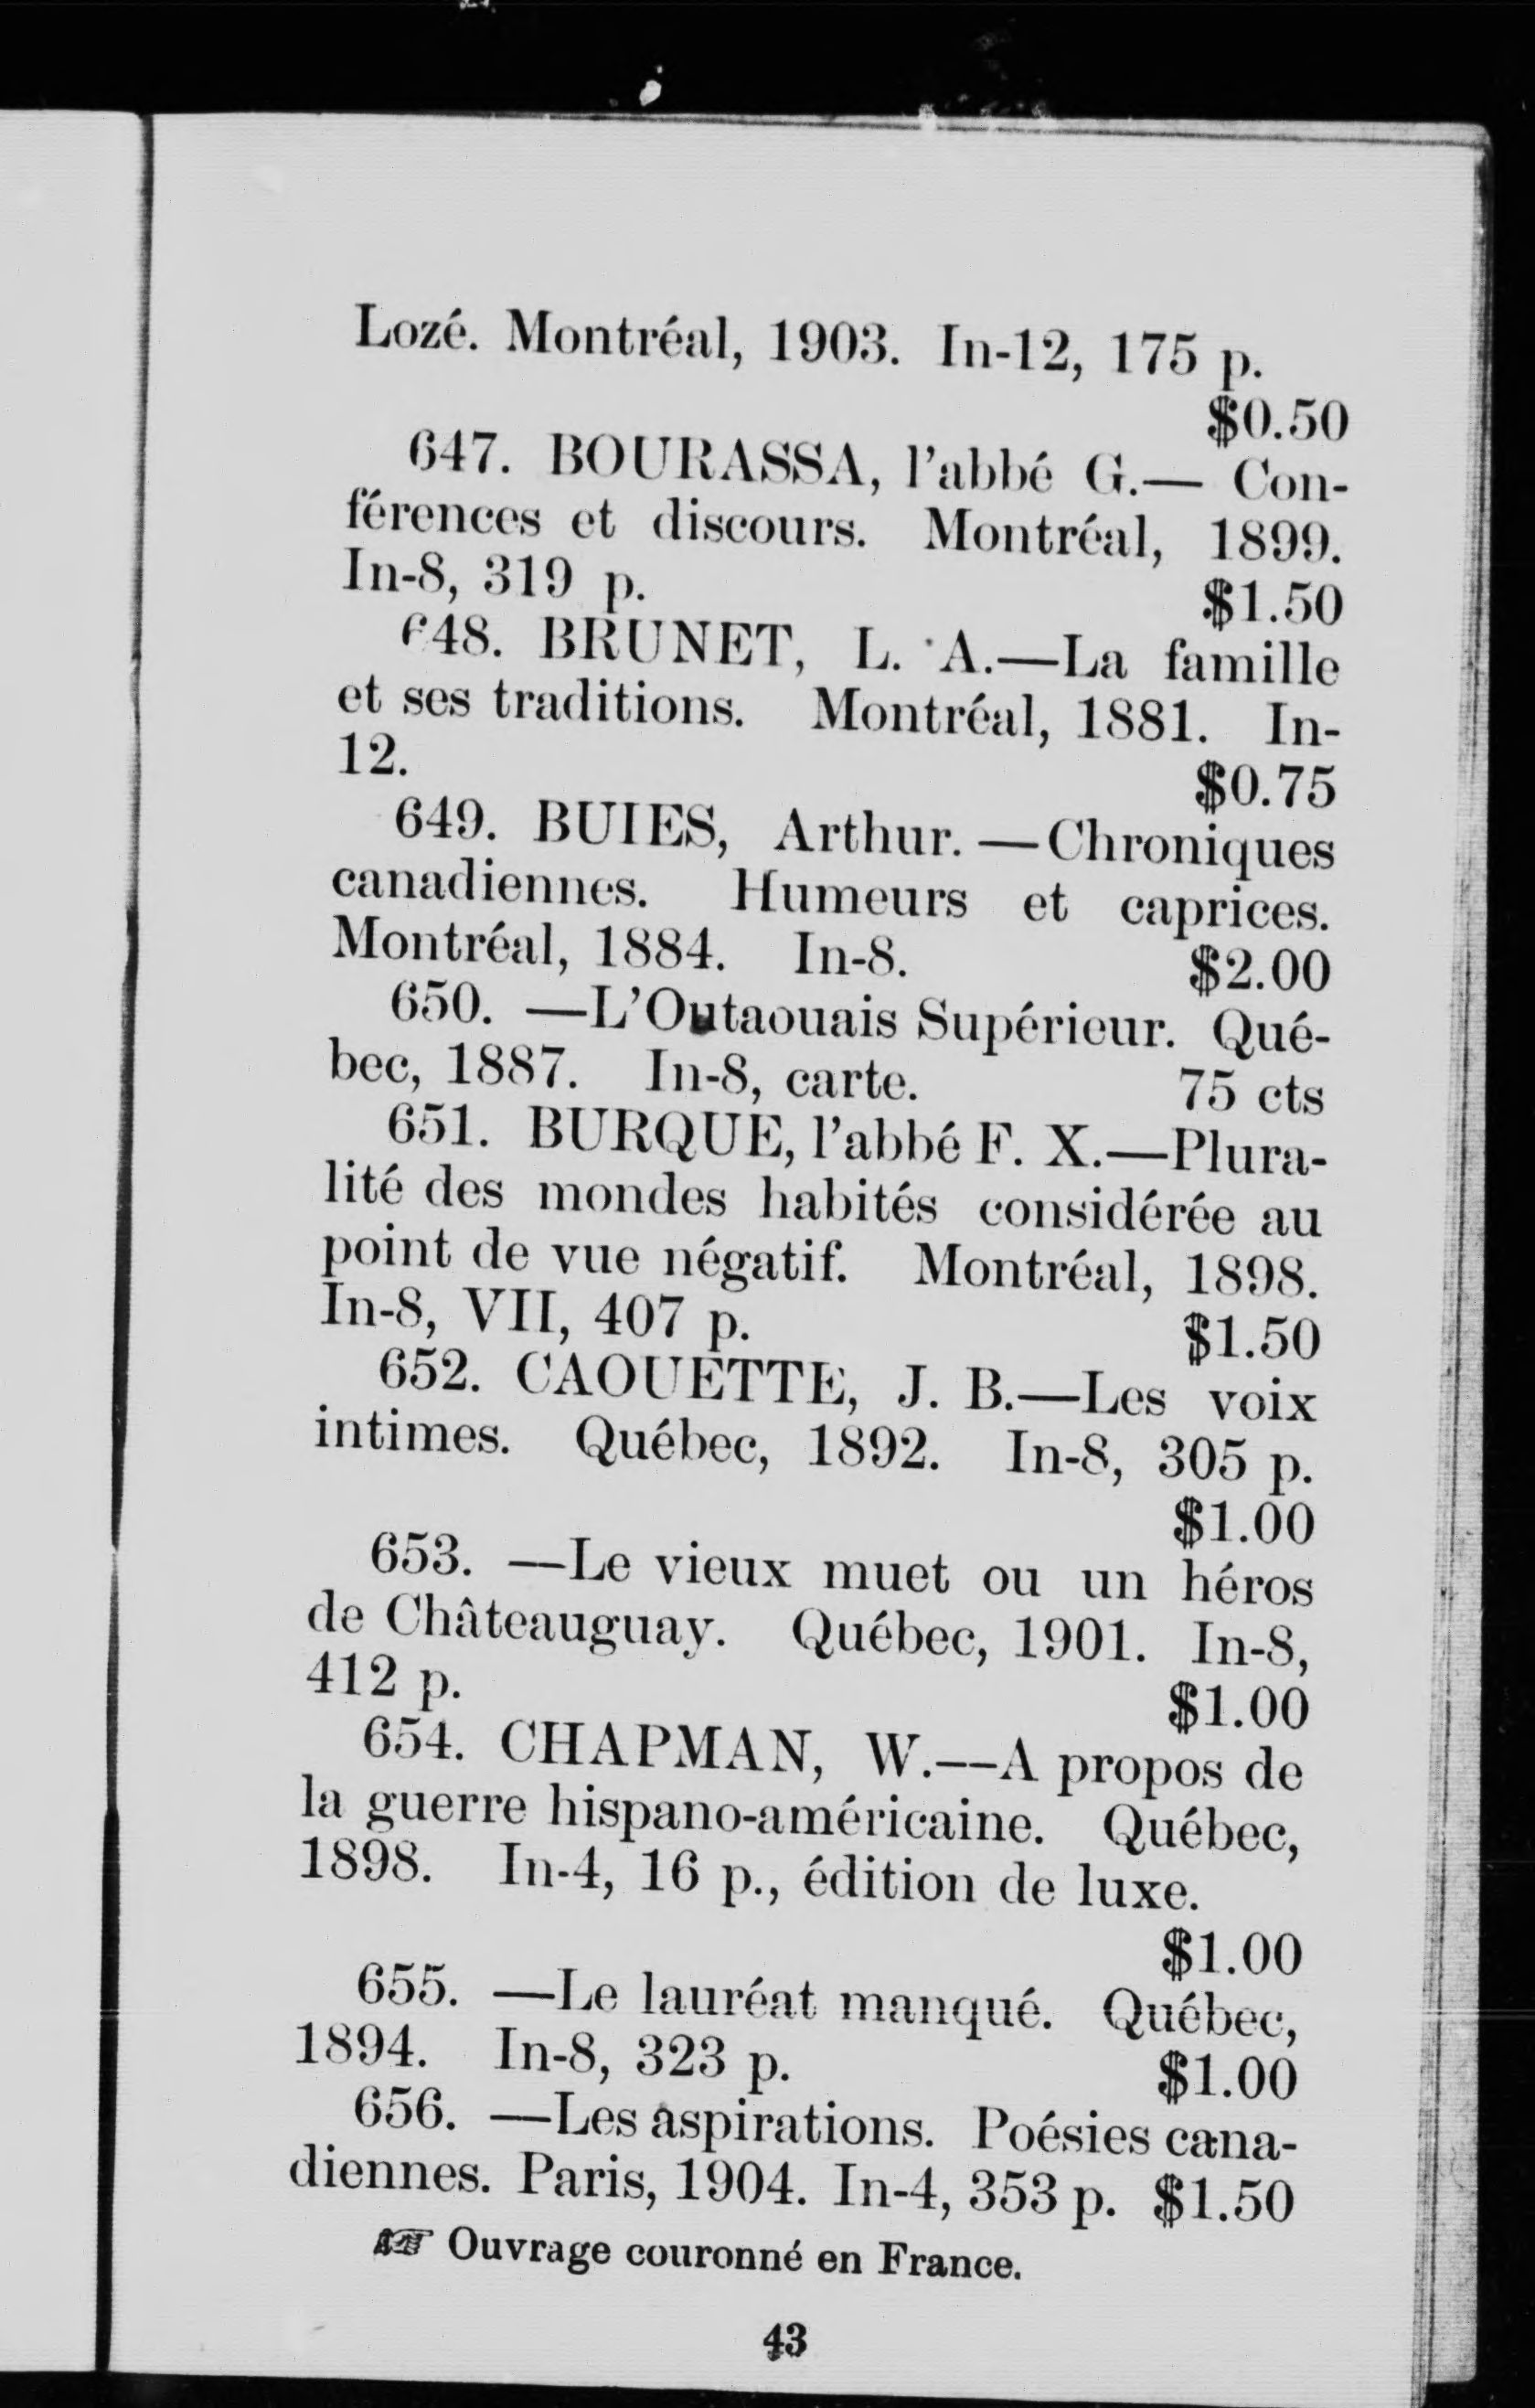 Lozé. Montréal, 1903. In-12, 175 p.
$0.50
647. BOURASSA, l'abbé G.— Con-
férences et discours. Montréal, 1899.
In-8, 319 p. $1.50
648. BRUNET, L. A.—La famille
et ses traditions. Montréal, 1881. In-
12. $0.75
649. BUIES, Arthur. —Chroniques
canadiennes. Humeurs et caprices.
Montréal, 1884. In-8. $2.00
650. —L'Outaouais Supérieur. Qué-
bec, 1887. In-8, carte. 75 cts
651. BURQUE, l'abbé F. X.—Plura-
lité des mondes habités considérée au
point de vue négatif. Montréal, 1898.
In-8, VII, 407 p. $1.50
652. CAOUETTE, J. B.—Les voix
intimes. Québec, 1892. In-8, 305 p.
$1.00
653. —Le vieux muet ou un héros
de Châteauguay. Québec, 1901. In-8,
412 p. $1.00
654. CHAPMAN, W.—A propos de
la guerre hispano-américaine. Québec,
1898. In-4, 16 p., édition de luxe.
$1.00
655. —Le lauréat manqué. Québec,
1894. In-8, 323 p. $1.00
656. —Les aspirations. Poésies cana-
diennes. Paris, 1904. In-4, 353 p. $1.50
☞ Ouvrage couronné en France.
43